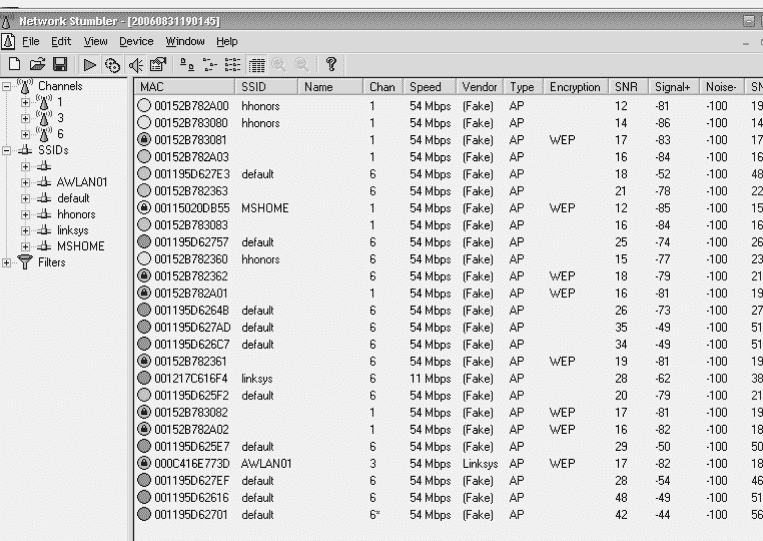 Network Stumbler - [20060831190145]
File Edit View Device Window Help
Channels
1
3
6
SSIDs
AWLAN01
default
hhonors
linksys
MSHOME
Filters
MAC SSID Name Chan Speed Vendor Type Encryption SNR Signal+ Noise-
00152B782A00 hhonors 1 54 Mbps (Fake) AP 12 -81 -100 19
00152B783080 hhonors 1 54 Mbps (Fake) AP 14 -86 -100 14
00152B783081 1 54 Mbps (Fake) AP WEP 17 -83 -100 17
00152B782A03 1 54 Mbps (Fake) AP 16 -84 -100 16
001195D627E3 default 6 54 Mbps (Fake) AP 18 -52 -100 48
00152B782363 6 54 Mbps (Fake) AP 21 -78 -100 22
00115020DB55 MSHOME 1 54 Mbps (Fake) AP WEP 12 -85 -100 15
00152B783083 1 54 Mbps (Fake) AP 16 -84 -100 16
001195D62757 default 6 54 Mbps (Fake) AP 25 -74 -100 26
00152B782360 hhonors 6 54 Mbps (Fake) AP 15 -77 -100 23
00152B782362 6 54 Mbps (Fake) AP WEP 18 -79 -100 21
00152B782A01 1 54 Mbps (Fake) AP WEP 16 -81 -100 19
001195D6264B default 6 54 Mbps (Fake) AP 26 -73 -100 27
001195D627AD default 6 54 Mbps (Fake) AP 35 -49 -100 51
001195D626C7 default 6 54 Mbps (Fake) AP 34 -49 -100 51
00152B782361 6 54 Mbps (Fake) AP WEP 19 -81 -100 19
001217C616F4 linksys 6 11 Mbps (Fake) AP 28 -62 -100 38
001195D625F2 default 6 54 Mbps (Fake) AP 20 -79 -100 21
00152B783082 1 54 Mbps (Fake) AP WEP 17 -81 -100 19
00152B782A02 1 54 Mbps (Fake) AP WEP 16 -82 -100 18
001195D625E7 default 6 54 Mbps (Fake) AP 29 -50 -100 50
000C416E773D AWLAN01 3 54 Mbps Linksys AP WEP 17 -82 -100 18
001195D627EF default 6 54 Mbps (Fake) AP 28 -54 -100 46
001195D62616 default 6 54 Mbps (Fake) AP 48 -49 -100 51
001195D62701 default 6* 54 Mbps (Fake) AP 42 -44 -100 56